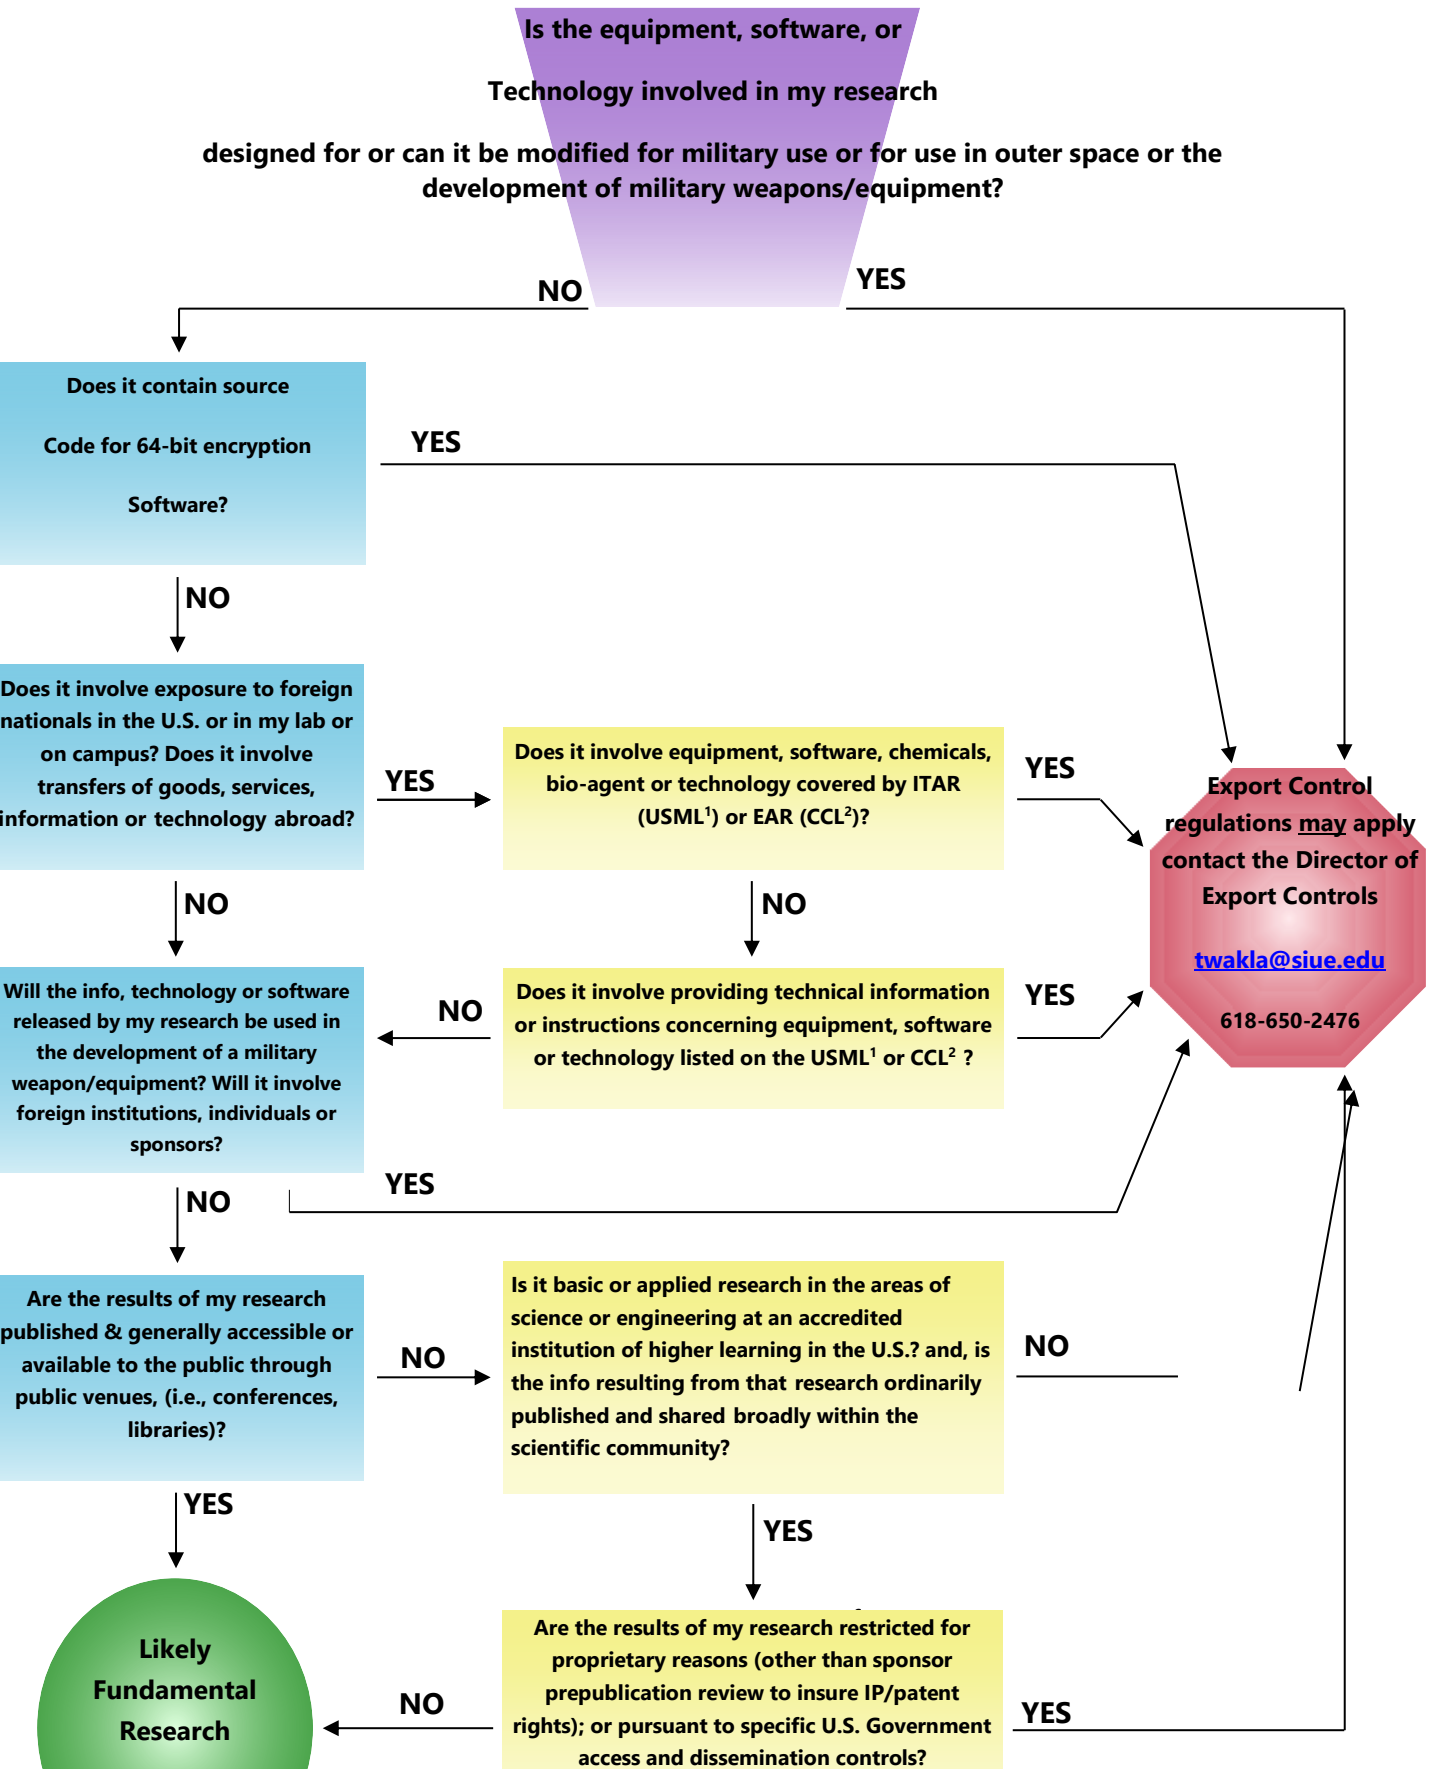 Is the equipment, software, or
Technology involved in my research
designed for or can it be modified for military use or for use in outer space or the
development of military weapons/equipment?
NO
YES
Does it contain source
Code for 64-bit encryption
Software?
YES
NO
Does it involve exposure to foreign
nationals in the U.S. or in my lab or
on campus? Does it involve
transfers of goods, services,
information or technology abroad?
YES
Does it involve equipment, software, chemicals,
bio-agent or technology covered by ITAR
(USML¹) or EAR (CCL²)?
YES
Export Control
regulations may apply
contact the Director of
Export Controls
twakla@siue.edu
618-650-2476
NO
NO
Will the info, technology or software
released by my research be used in
the development of a military
weapon/equipment? Will it involve
foreign institutions, individuals or
sponsors?
NO
Does it involve providing technical information
or instructions concerning equipment, software
or technology listed on the USML¹ or CCL² ?
YES
YES
NO
Are the results of my research
published & generally accessible or
available to the public through
public venues, (i.e., conferences,
libraries)?
NO
Is it basic or applied research in the areas of
science or engineering at an accredited
institution of higher learning in the U.S.? and, is
the info resulting from that research ordinarily
published and shared broadly within the
scientific community?
NO
YES
YES
Likely
Fundamental
Research
NO
Are the results of my research restricted for
proprietary reasons (other than sponsor
prepublication review to insure IP/patent
rights); or pursuant to specific U.S. Government
access and dissemination controls?
YES